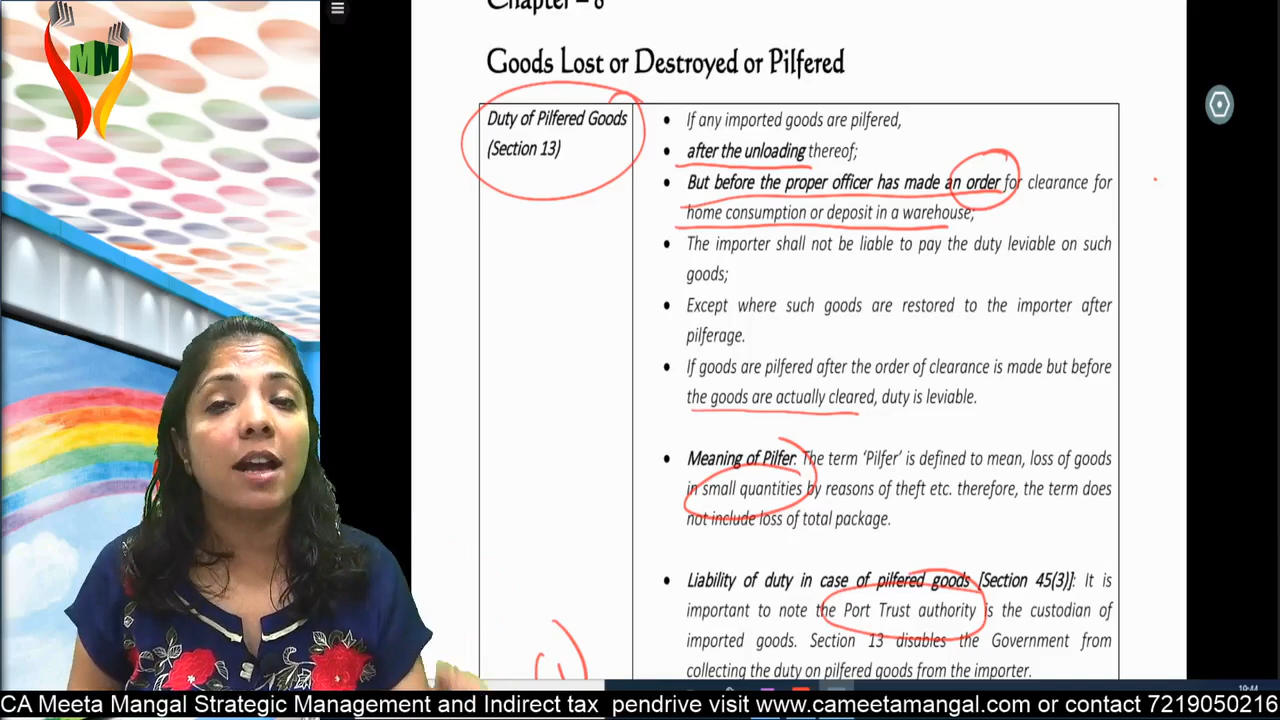 Chapter – 6
MM
Goods Lost or Destroyed or Pilfered
Duty of Pilfered Goods
(Section 13)
• If any imported goods are pilfered,
• after the unloading thereof;
• But before the proper officer has made an order for clearance for
home consumption or deposit in a warehouse;
• The importer shall not be liable to pay the duty leviable on such
goods;
• Except where such goods are restored to the importer after
pilferage.
• If goods are pilfered after the order of clearance is made but before
the goods are actually cleared, duty is leviable.
• Meaning of Pilfer: The term ‘Pilfer’ is defined to mean, loss of goods
in small quantities by reasons of theft etc. therefore, the term does
not include loss of total package.
• Liability of duty in case of pilfered goods [Section 45(3)]: It is
important to note the Port Trust authority is the custodian of
imported goods. Section 13 disables the Government from
collecting the duty on pilfered goods from the importer.
19:44
CA Meeta Mangal Strategic Management and Indirect tax pendrive visit www.cameetamangal.com or contact 7219050216